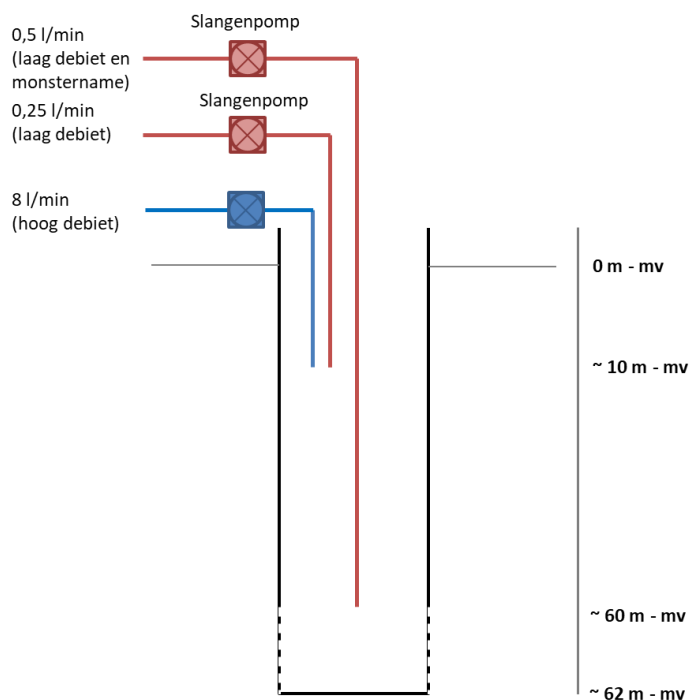 Slangenpomp
0,5 l/min
(laag debiet en
monstername)
Slangenpomp
0,25 l/min
(laag debiet)
8 l/min
(hoog debiet)
0 m - mv
~ 10 m - mv
~ 60 m - mv
~ 62 m - mv